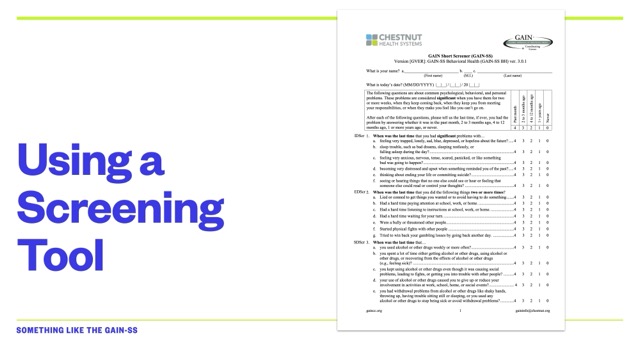 Using a
Screening
Tool
SOMETHING LIKE THE GAIN-SS
CHESTNUT
HEALTH SYSTEMS
GAIN
Coordinating
Center
GAIN Short Screener (GAIN-SS)
Version [GVER]: GAIN-SS Behavioral Health (GAIN-SS BH) ver. 3.0.1
What is your name? a. b. c.
(First name) (M.I.) (Last name)
What is today's date? (MM/DD/YYYY) |__|__| / |__|__| / 20 |__|__|
The following questions are about common psychological, behavioral, and personal
problems. These problems are considered significant when you have them for two
or more weeks, when they keep coming back, when they keep you from meeting
your responsibilities, or when they make you feel like you can't go on.
After each of the following questions, please tell us the last time, if ever, you had the
problem by answering whether it was in the past month, 2 to 3 months ago, 4 to 12
months ago, 1 or more years ago, or never.
Past month
2 to 3 months ago
4 to 12 months ago
1+ years ago
Never
4 3 2 1 0
IDScr 1. When was the last time that you had significant problems with…
a. feeling very trapped, lonely, sad, blue, depressed, or hopeless about the future? 4 3 2 1 0
b. sleep trouble, such as bad dreams, sleeping restlessly, or
falling asleep during the day? 4 3 2 1 0
c. feeling very anxious, nervous, tense, scared, panicked, or like something
bad was going to happen? 4 3 2 1 0
d. becoming very distressed and upset when something reminded you of the past? 4 3 2 1 0
e. thinking about ending your life or committing suicide? 4 3 2 1 0
f. seeing or hearing things that no one else could see or hear or feeling that
someone else could read or control your thoughts? 4 3 2 1 0
EDScr 2. When was the last time that you did the following things two or more times?
a. Lied or conned to get things you wanted or to avoid having to do something 4 3 2 1 0
b. Had a hard time paying attention at school, work, or home 4 3 2 1 0
c. Had a hard time listening to instructions at school, work, or home 4 3 2 1 0
d. Had a hard time waiting for your turn 4 3 2 1 0
e. Were a bully or threatened other people 4 3 2 1 0
f. Started physical fights with other people 4 3 2 1 0
g. Tried to win back your gambling losses by going back another day 4 3 2 1 0
SDScr 3. When was the last time that…
a. you used alcohol or other drugs weekly or more often? 4 3 2 1 0
b. you spent a lot of time either getting alcohol or other drugs, using alcohol or
other drugs, or recovering from the effects of alcohol or other drugs
(e.g., feeling sick)? 4 3 2 1 0
c. you kept using alcohol or other drugs even though it was causing social
problems, leading to fights, or getting you into trouble with other people? 4 3 2 1 0
d. your use of alcohol or other drugs caused you to give up or reduce your
involvement in activities at work, school, home, or social events? 4 3 2 1 0
e. you had withdrawal problems from alcohol or other drugs like shaky hands,
throwing up, having trouble sitting still or sleeping, or you used any
alcohol or other drugs to stop being sick or avoid withdrawal problems? 4 3 2 1 0
gaincc.org 1 gaininfo@chestnut.org